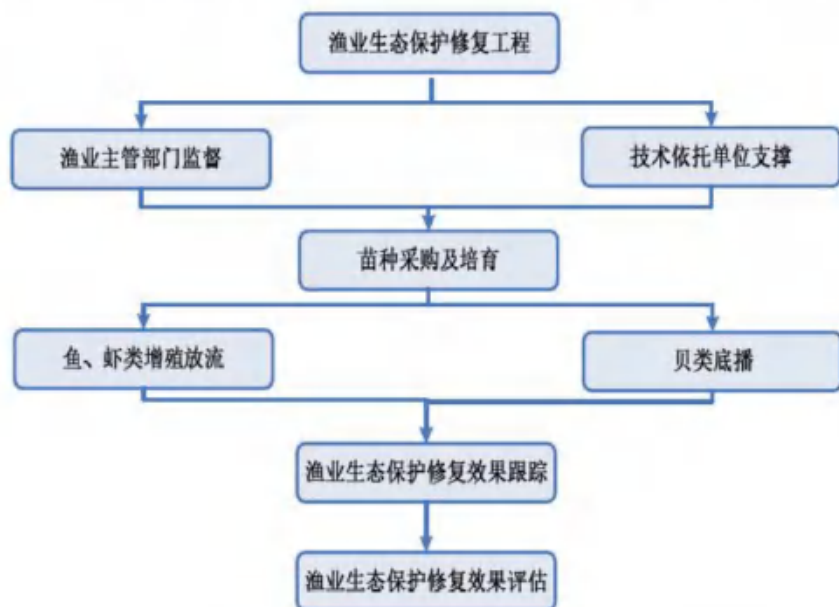 渔业生态保护修复工程
渔业主管部门监督
技术依托单位支撑
苗种采购及培育
鱼、虾类增殖放流
贝类底播
渔业生态保护修复效果跟踪
渔业生态保护修复效果评估